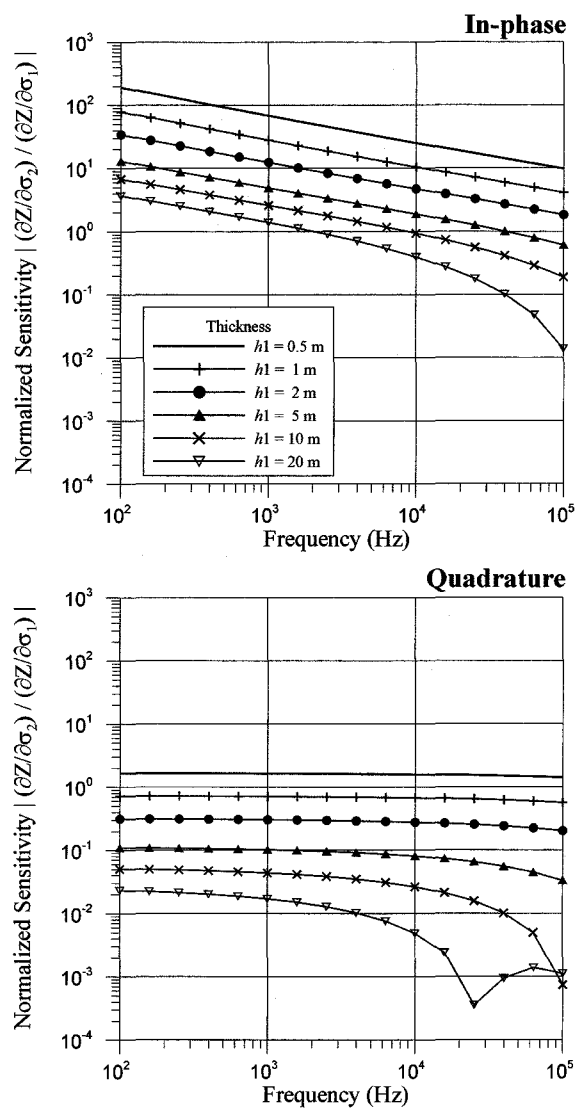 In-phase
Normalized Sensitivity | (∂Z/∂σ₂) / (∂Z/∂σ₁) |
10³
10²
10¹
10⁰
10⁻¹
10⁻²
10⁻³
10⁻⁴
Thickness
h1 = 0.5 m
h1 = 1 m
h1 = 2 m
h1 = 5 m
h1 = 10 m
h1 = 20 m
10² 10³ 10⁴ 10⁵
Frequency (Hz)
Quadrature
Normalized Sensitivity | (∂Z/∂σ₂) / (∂Z/∂σ₁) |
10³
10²
10¹
10⁰
10⁻¹
10⁻²
10⁻³
10⁻⁴
10² 10³ 10⁴ 10⁵
Frequency (Hz)